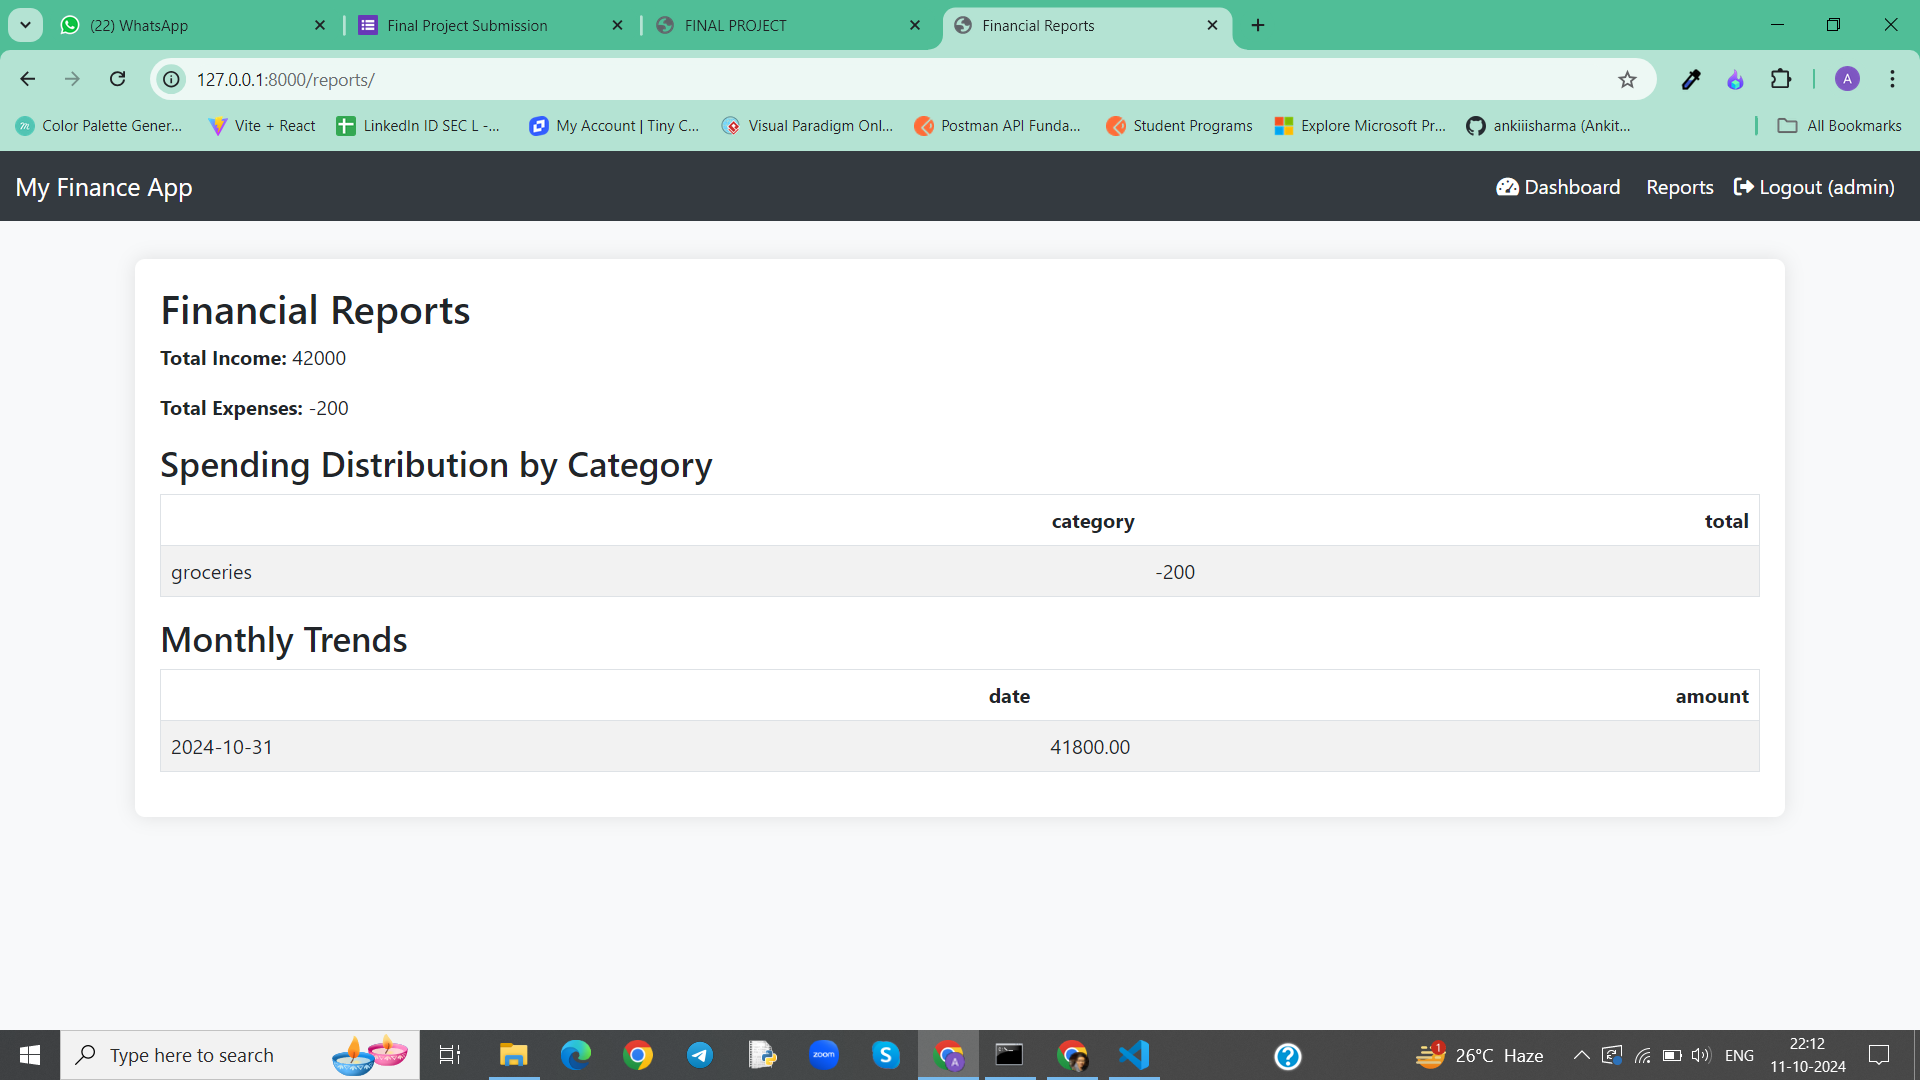 (22) WhatsApp
Final Project Submission
FINAL PROJECT
Financial Reports
127.0.0.1:8000/reports/
A
Color Palette Gener...
Vite + React
LinkedIn ID SEC L -...
My Account | Tiny C...
Visual Paradigm Onl...
Postman API Funda...
Student Programs
Explore Microsoft Pr...
ankiiisharma (Ankit...
All Bookmarks
My Finance App
Dashboard
Reports
Logout (admin)
Financial Reports
Total Income: 42000
Total Expenses: -200
Spending Distribution by Category
category total
groceries -200
Monthly Trends
date amount
2024-10-31 41800.00
Type here to search
zoom
A
1
26°C Haze
ENG
22:12
11-10-2024